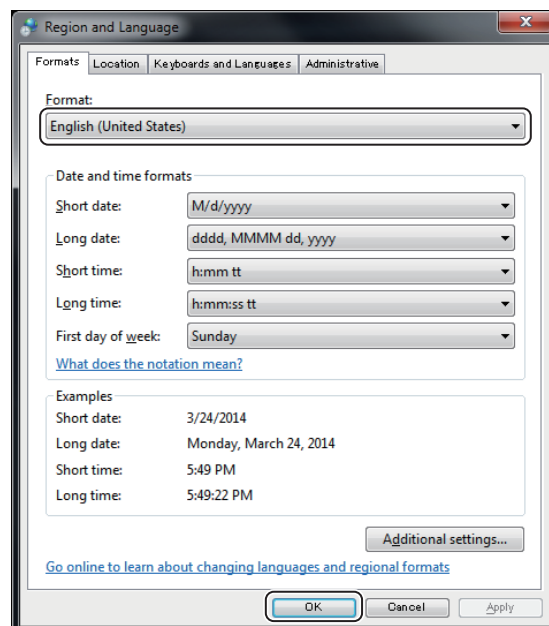 Region and Language
Formats Location Keyboards and Languages Administrative
Format:
English (United States)
Date and time formats
Short date: M/d/yyyy
Long date: dddd, MMMM dd, yyyy
Short time: h:mm tt
Long time: h:mm:ss tt
First day of week: Sunday
What does the notation mean?
Examples
Short date: 3/24/2014
Long date: Monday, March 24, 2014
Short time: 5:49 PM
Long time: 5:49:22 PM
Additional settings...
Go online to learn about changing languages and regional formats
OK Cancel Apply